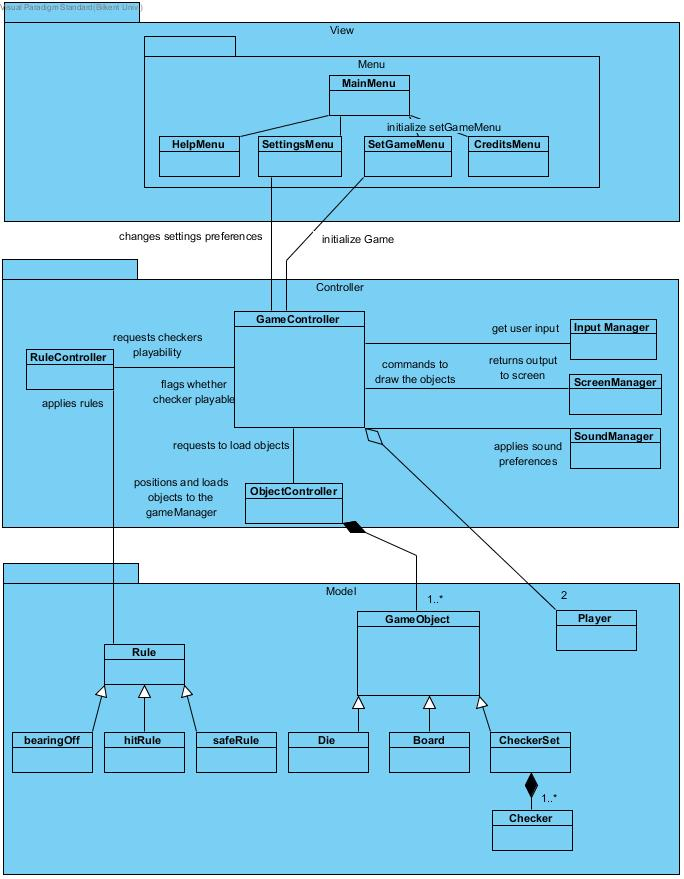 Visual Paradigm Standard(Bilkent Univ.)
View
Menu
MainMenu
initialize setGameMenu
HelpMenu
SettingsMenu
SetGameMenu
CreditsMenu
changes settings preferences
initialize Game
Controller
GameController
get user input
Input Manager
requests checkers
playability
RuleController
commands to
draw the objects
returns output
to screen
ScreenManager
flags whether
checker playable
applies rules
SoundManager
requests to load objects
applies sound
preferences
positions and loads
objects to the
gameManager
ObjectController
Model
1..*
2
GameObject
Player
Rule
bearingOff
hitRule
safeRule
Die
Board
CheckerSet
1..*
Checker